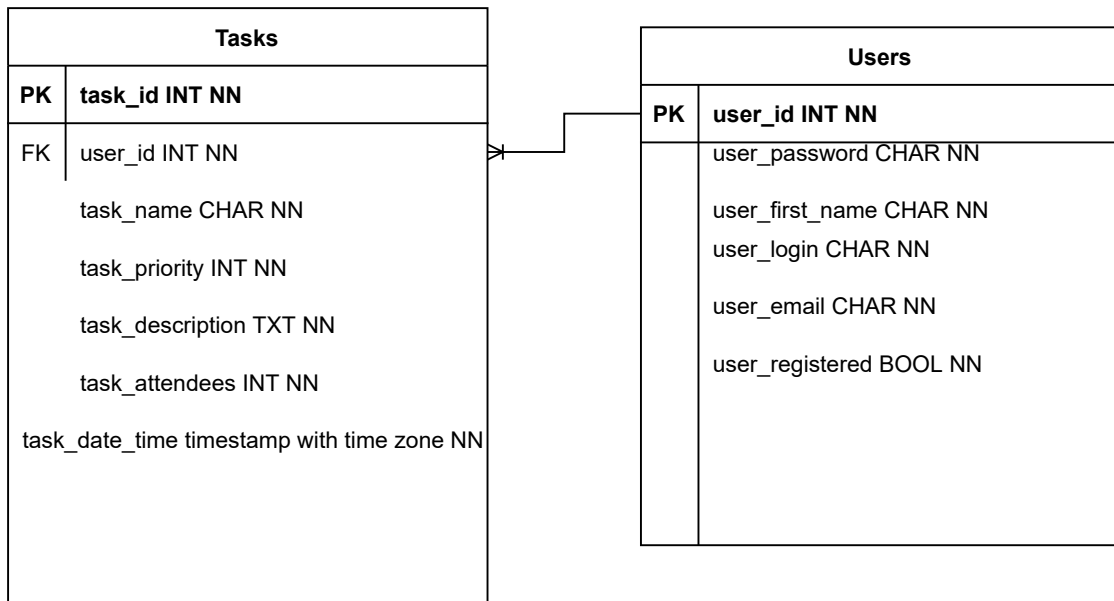 Tasks
PK task_id INT NN
FK user_id INT NN
task_name CHAR NN
task_priority INT NN
task_description TXT NN
task_attendees INT NN
task_date_time timestamp with time zone NN
Users
PK user_id INT NN
user_password CHAR NN
user_first_name CHAR NN
user_login CHAR NN
user_email CHAR NN
user_registered BOOL NN